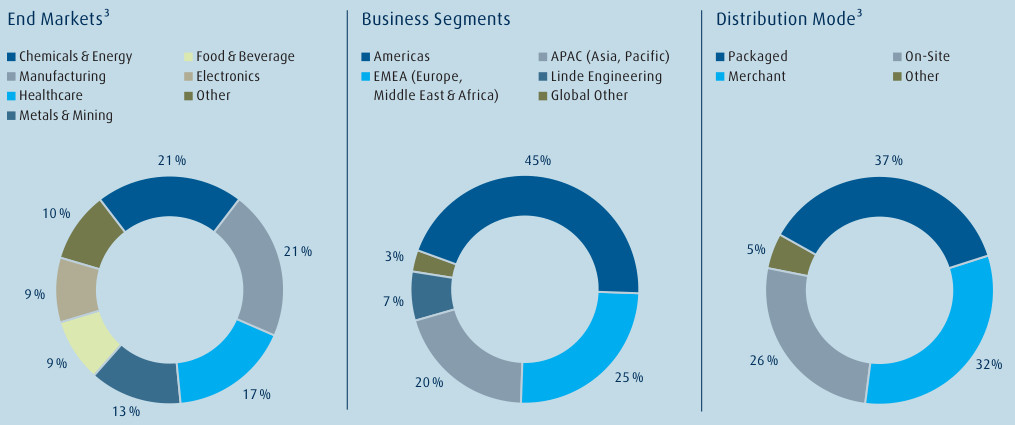 End Markets³
Chemicals & Energy
Manufacturing
Healthcare
Metals & Mining
Food & Beverage
Electronics
Other
21%
21%
17%
13%
9%
9%
10%
Business Segments
Americas
EMEA (Europe,
Middle East & Africa)
APAC (Asia, Pacific)
Linde Engineering
Global Other
45%
25%
20%
7%
3%
Distribution Mode³
Packaged
Merchant
On-Site
Other
37%
32%
26%
5%